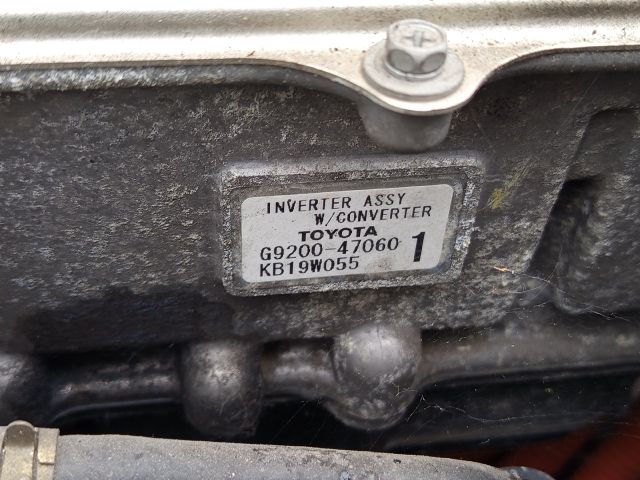 INVERTER ASSY
W/CONVERTER
TOYOTA
G9200-47060 1
KB19W055